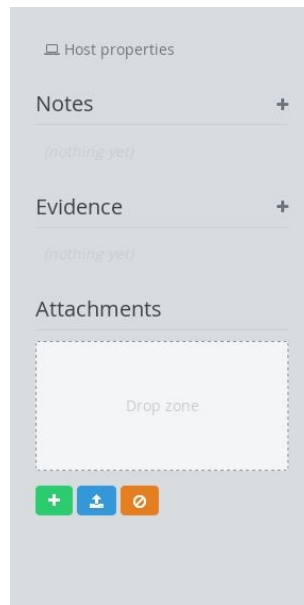 Host properties
Notes
(nothing yet)
Evidence
(nothing yet)
Attachments
Drop zone